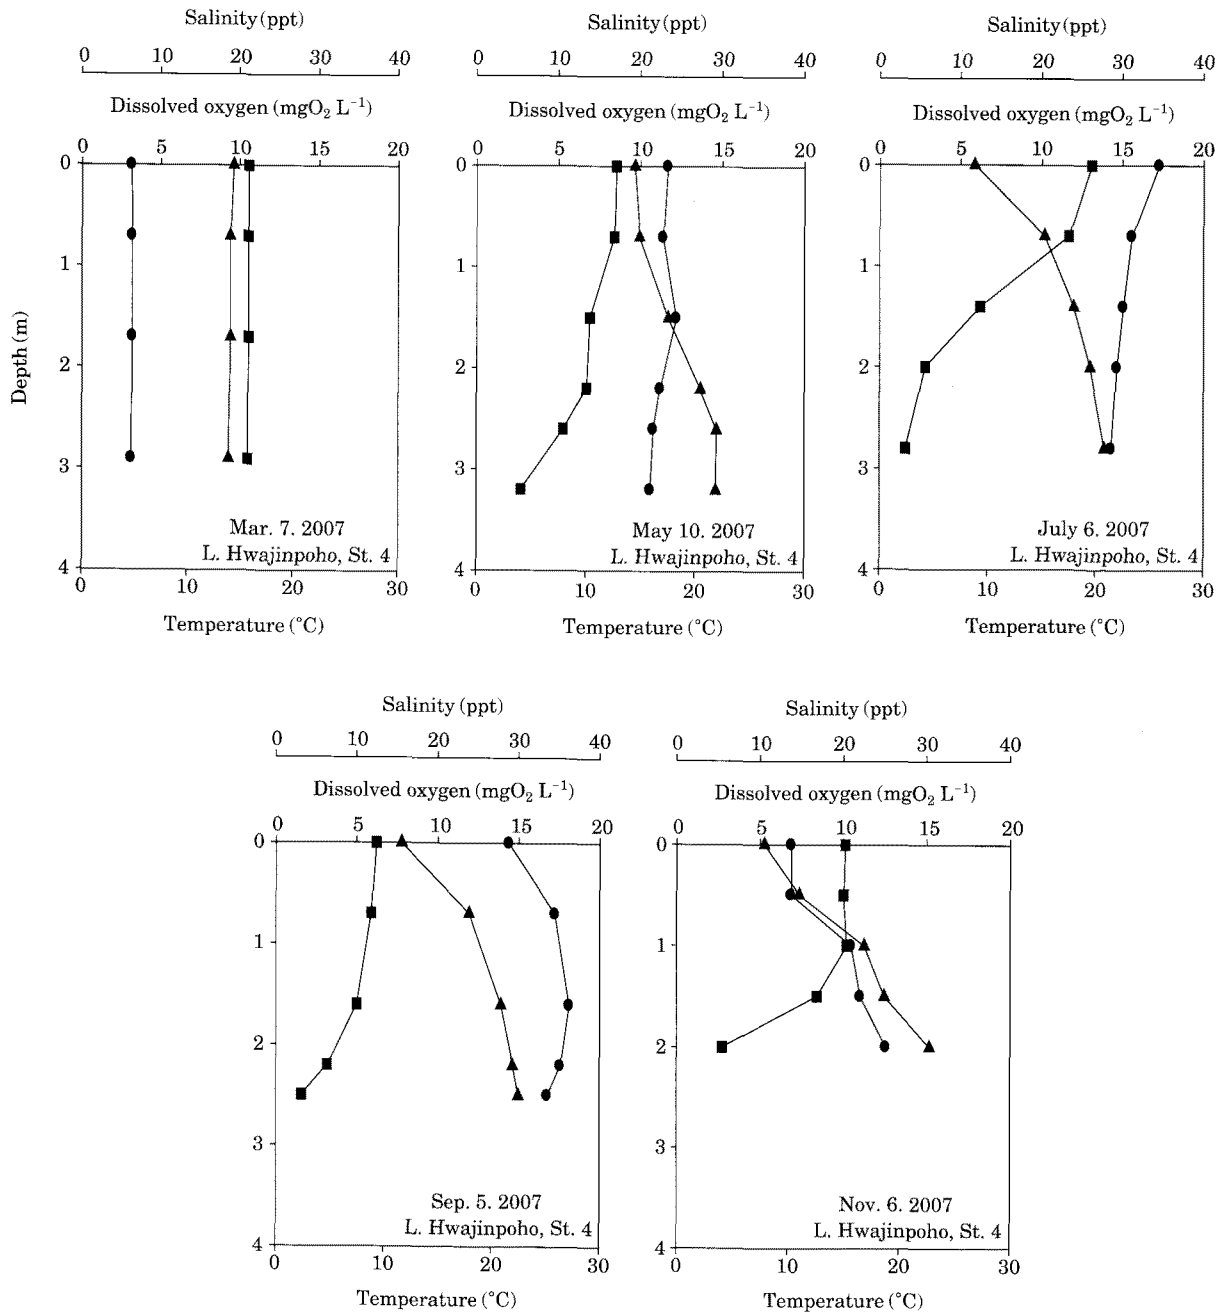 Salinity (ppt)
0 10 20 30 40
Dissolved oxygen (mgO₂ L⁻¹)
0 5 10 15 20
0
1
2
3
4
Depth (m)
Mar. 7. 2007
L. Hwajinpoho, St. 4
0 10 20 30
Temperature (°C)
Salinity (ppt)
0 10 20 30 40
Dissolved oxygen (mgO₂ L⁻¹)
0 5 10 15 20
0
1
2
3
4
May 10. 2007
L. Hwajinpoho, St. 4
0 10 20 30
Temperature (°C)
Salinity (ppt)
0 10 20 30 40
Dissolved oxygen (mgO₂ L⁻¹)
0 5 10 15 20
0
1
2
3
4
July 6. 2007
L. Hwajinpoho, St. 4
0 10 20 30
Temperature (°C)
Salinity (ppt)
0 10 20 30 40
Dissolved oxygen (mgO₂ L⁻¹)
0 5 10 15 20
0
1
2
3
4
Sep. 5. 2007
L. Hwajinpoho, St. 4
0 10 20 30
Temperature (°C)
Salinity (ppt)
0 10 20 30 40
Dissolved oxygen (mgO₂ L⁻¹)
0 5 10 15 20
0
1
2
3
4
Nov. 6. 2007
L. Hwajinpoho, St. 4
0 10 20 30
Temperature (°C)